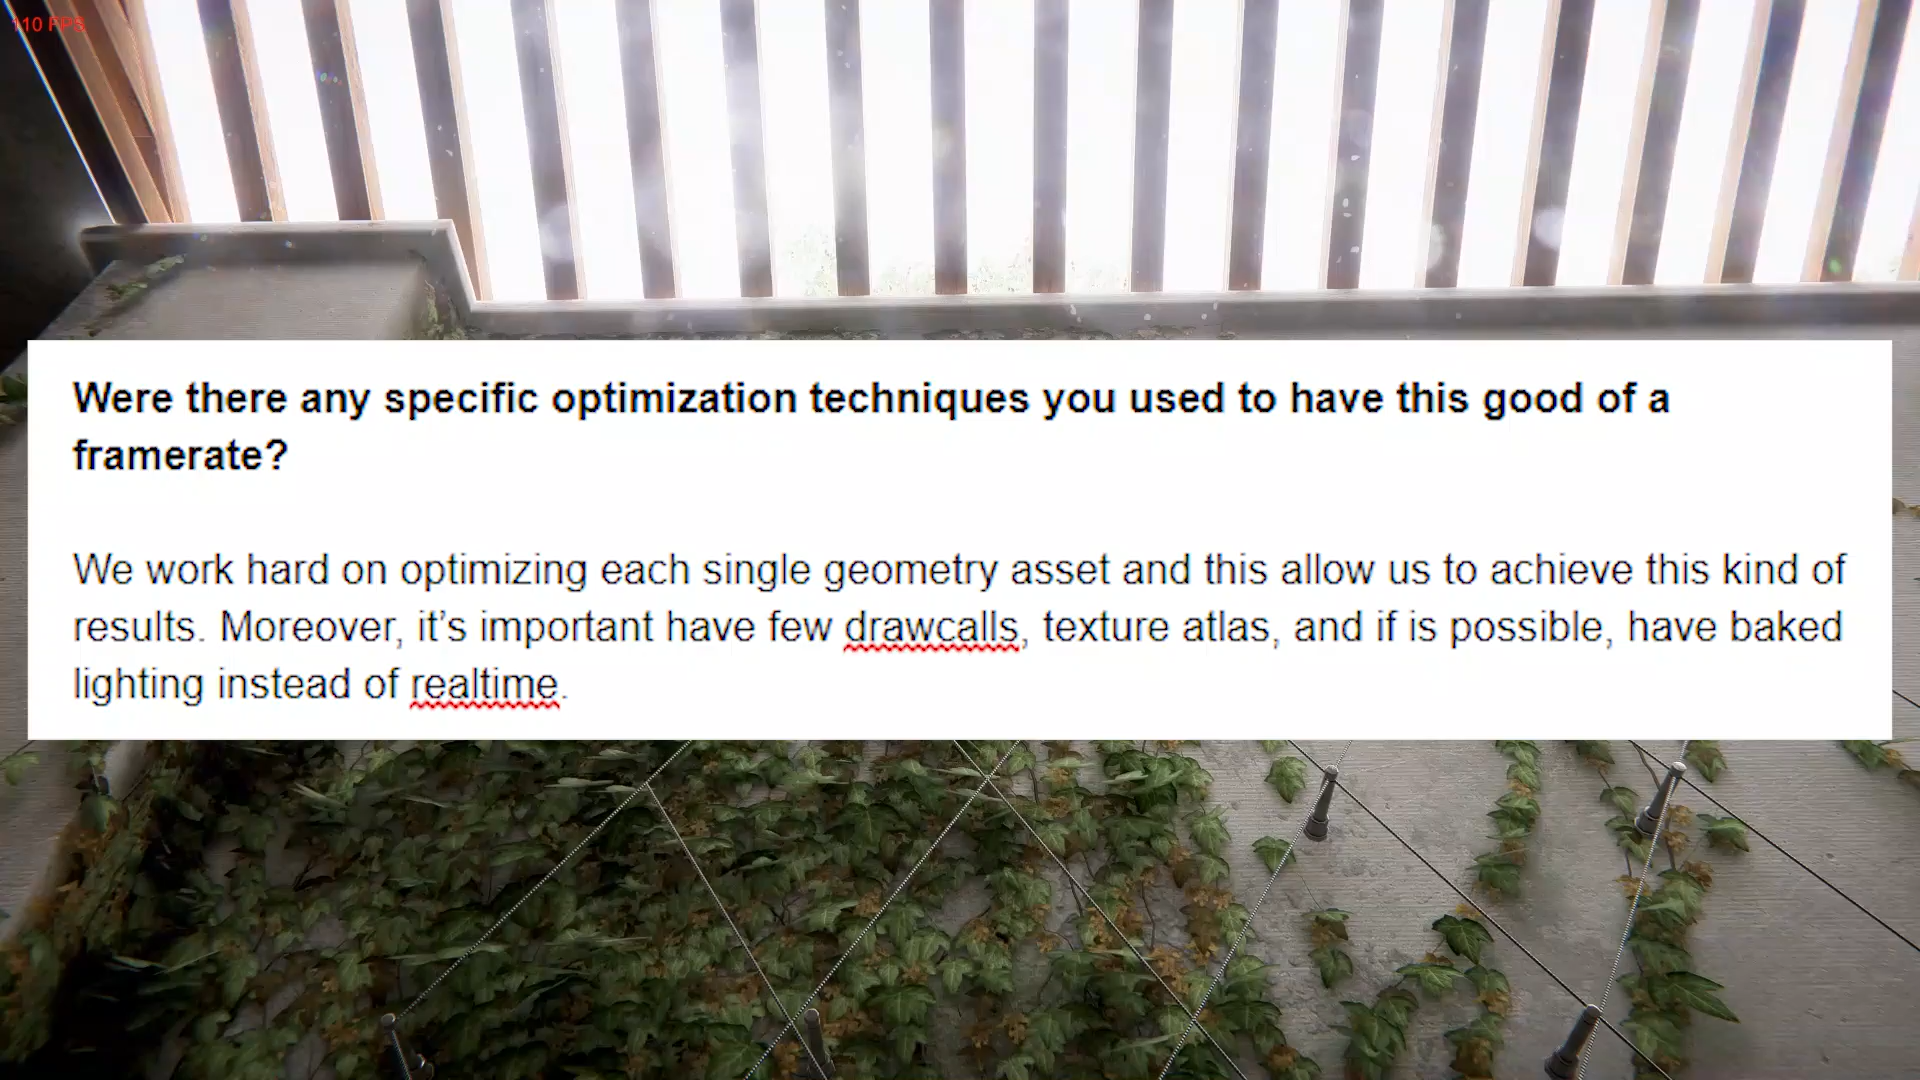 110 FPS
Were there any specific optimization techniques you used to have this good of a
framerate?
We work hard on optimizing each single geometry asset and this allow us to achieve this kind of
results. Moreover, it’s important have few drawcalls, texture atlas, and if is possible, have baked
lighting instead of realtime.